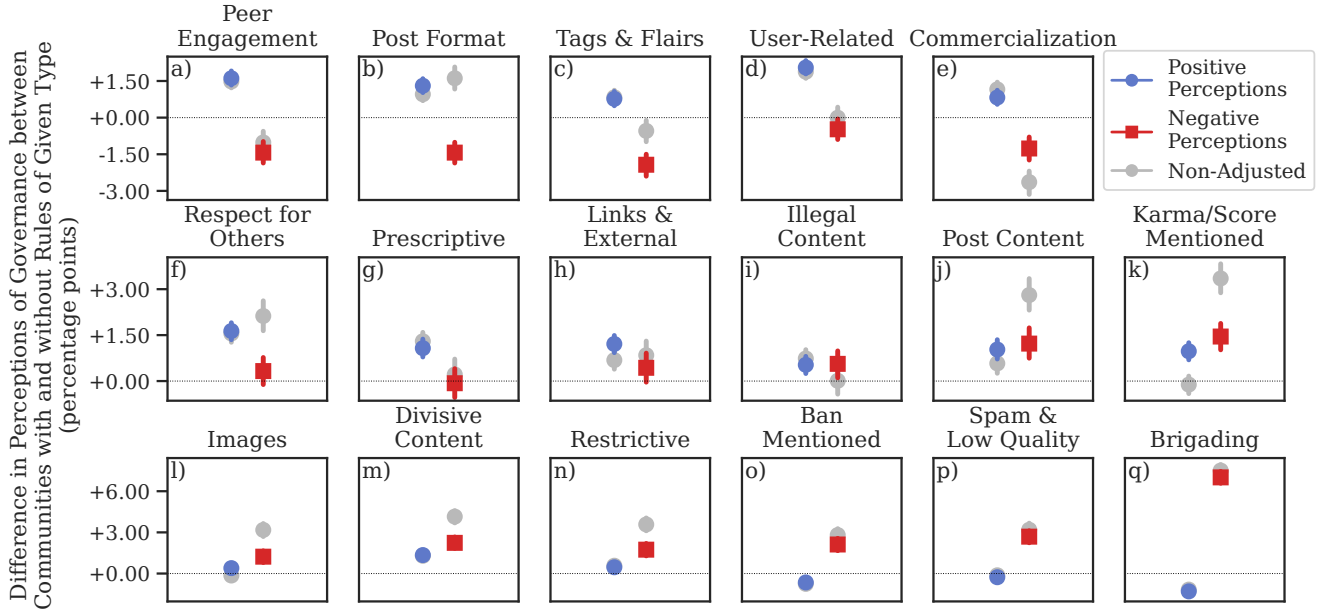 Difference in Perceptions of Governance between
Communities with and without Rules of Given Type
(percentage points)
Peer
Engagement
Post Format
Tags & Flairs
User-Related
Commercialization
a)
b)
c)
d)
e)
+1.50
+0.00
-1.50
-3.00
Positive
Perceptions
Negative
Perceptions
Non-Adjusted
Respect for
Others
Prescriptive
Links &
External
Illegal
Content
Post Content
Karma/Score
Mentioned
f)
g)
h)
i)
j)
k)
+3.00
+1.50
+0.00
Images
Divisive
Content
Restrictive
Ban
Mentioned
Spam &
Low Quality
Brigading
l)
m)
n)
o)
p)
q)
+6.00
+3.00
+0.00